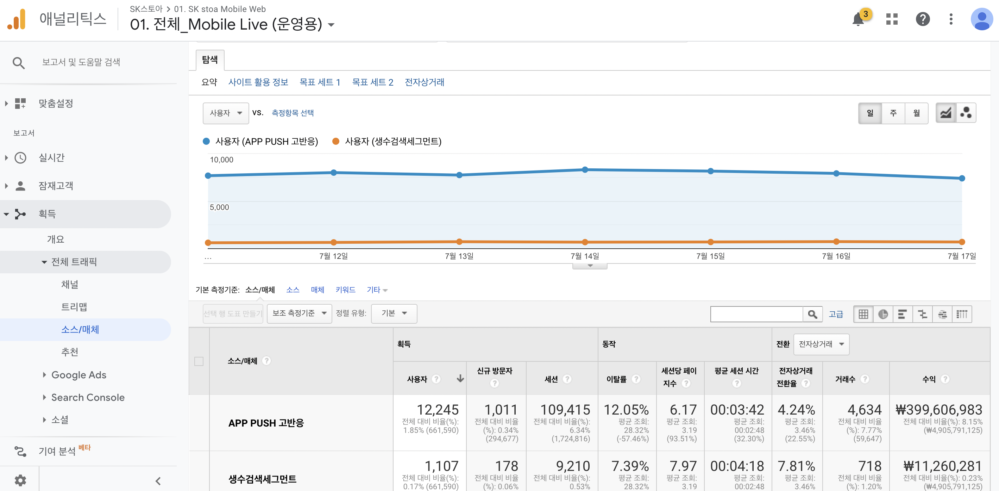 애널리틱스
SK스토아 > 01. SK stoa Mobile Web
01. 전체_Mobile Live (운영용)
3
보고서 및 도움말 검색
맞춤설정
보고서
실시간
잠재고객
획득
개요
전체 트래픽
채널
트리맵
소스/매체
추천
Google Ads
Search Console
소셜
기여 분석 베타
탐색
요약 사이트 활용 정보 목표 세트 1 목표 세트 2 전자상거래
사용자 vs. 측정항목 선택
일 주 월
사용자 (APP PUSH 고반응) 사용자 (생수검색세그먼트)
10,000
5,000
... 7월 12일 7월 13일 7월 14일 7월 15일 7월 16일 7월 17일
기본 측정기준: 소스/매체 소스 매체 키워드 기타
선택 행 도표 만들기 보조 측정기준 정렬 유형: 기본 고급
소스/매체
획득 동작 전환 전자상거래
사용자
신규 방문자
세션
이탈률
세션당 페이
지수
평균 세션 시간
전자상거래
전환율
거래수
수익
APP PUSH 고반응
12,245
전체 대비 비율(%):
1.85% (661,590)
1,011
전체 대비 비율
(%): 0.34%
(294,677)
109,415
전체 대비 비율(%):
6.34%
(1,724,816)
12.05%
평균 조회:
28.32%
(-57.46%)
6.17
평균 조회:
3.19
(93.51%)
00:03:42
평균 조회:
00:02:48
(32.30%)
4.24%
평균 조회:
3.46%
(22.55%)
4,634
전체 대비 비율
(%): 7.77%
(59,647)
₩399,606,983
전체 대비 비율(%): 8.15%
(₩4,905,791,125)
생수검색세그먼트
1,107
전체 대비 비율(%):
0.17% (661,590)
178
전체 대비 비율
(%): 0.06%
9,210
전체 대비 비율(%):
0.53%
7.39%
평균 조회:
28.32%
7.97
평균 조회:
3.19
00:04:18
평균 조회:
00:02:48
7.81%
평균 조회:
3.46%
718
전체 대비 비율
(%): 1.20%
₩11,260,281
전체 대비 비율(%): 0.23%
(₩4,905,791,125)